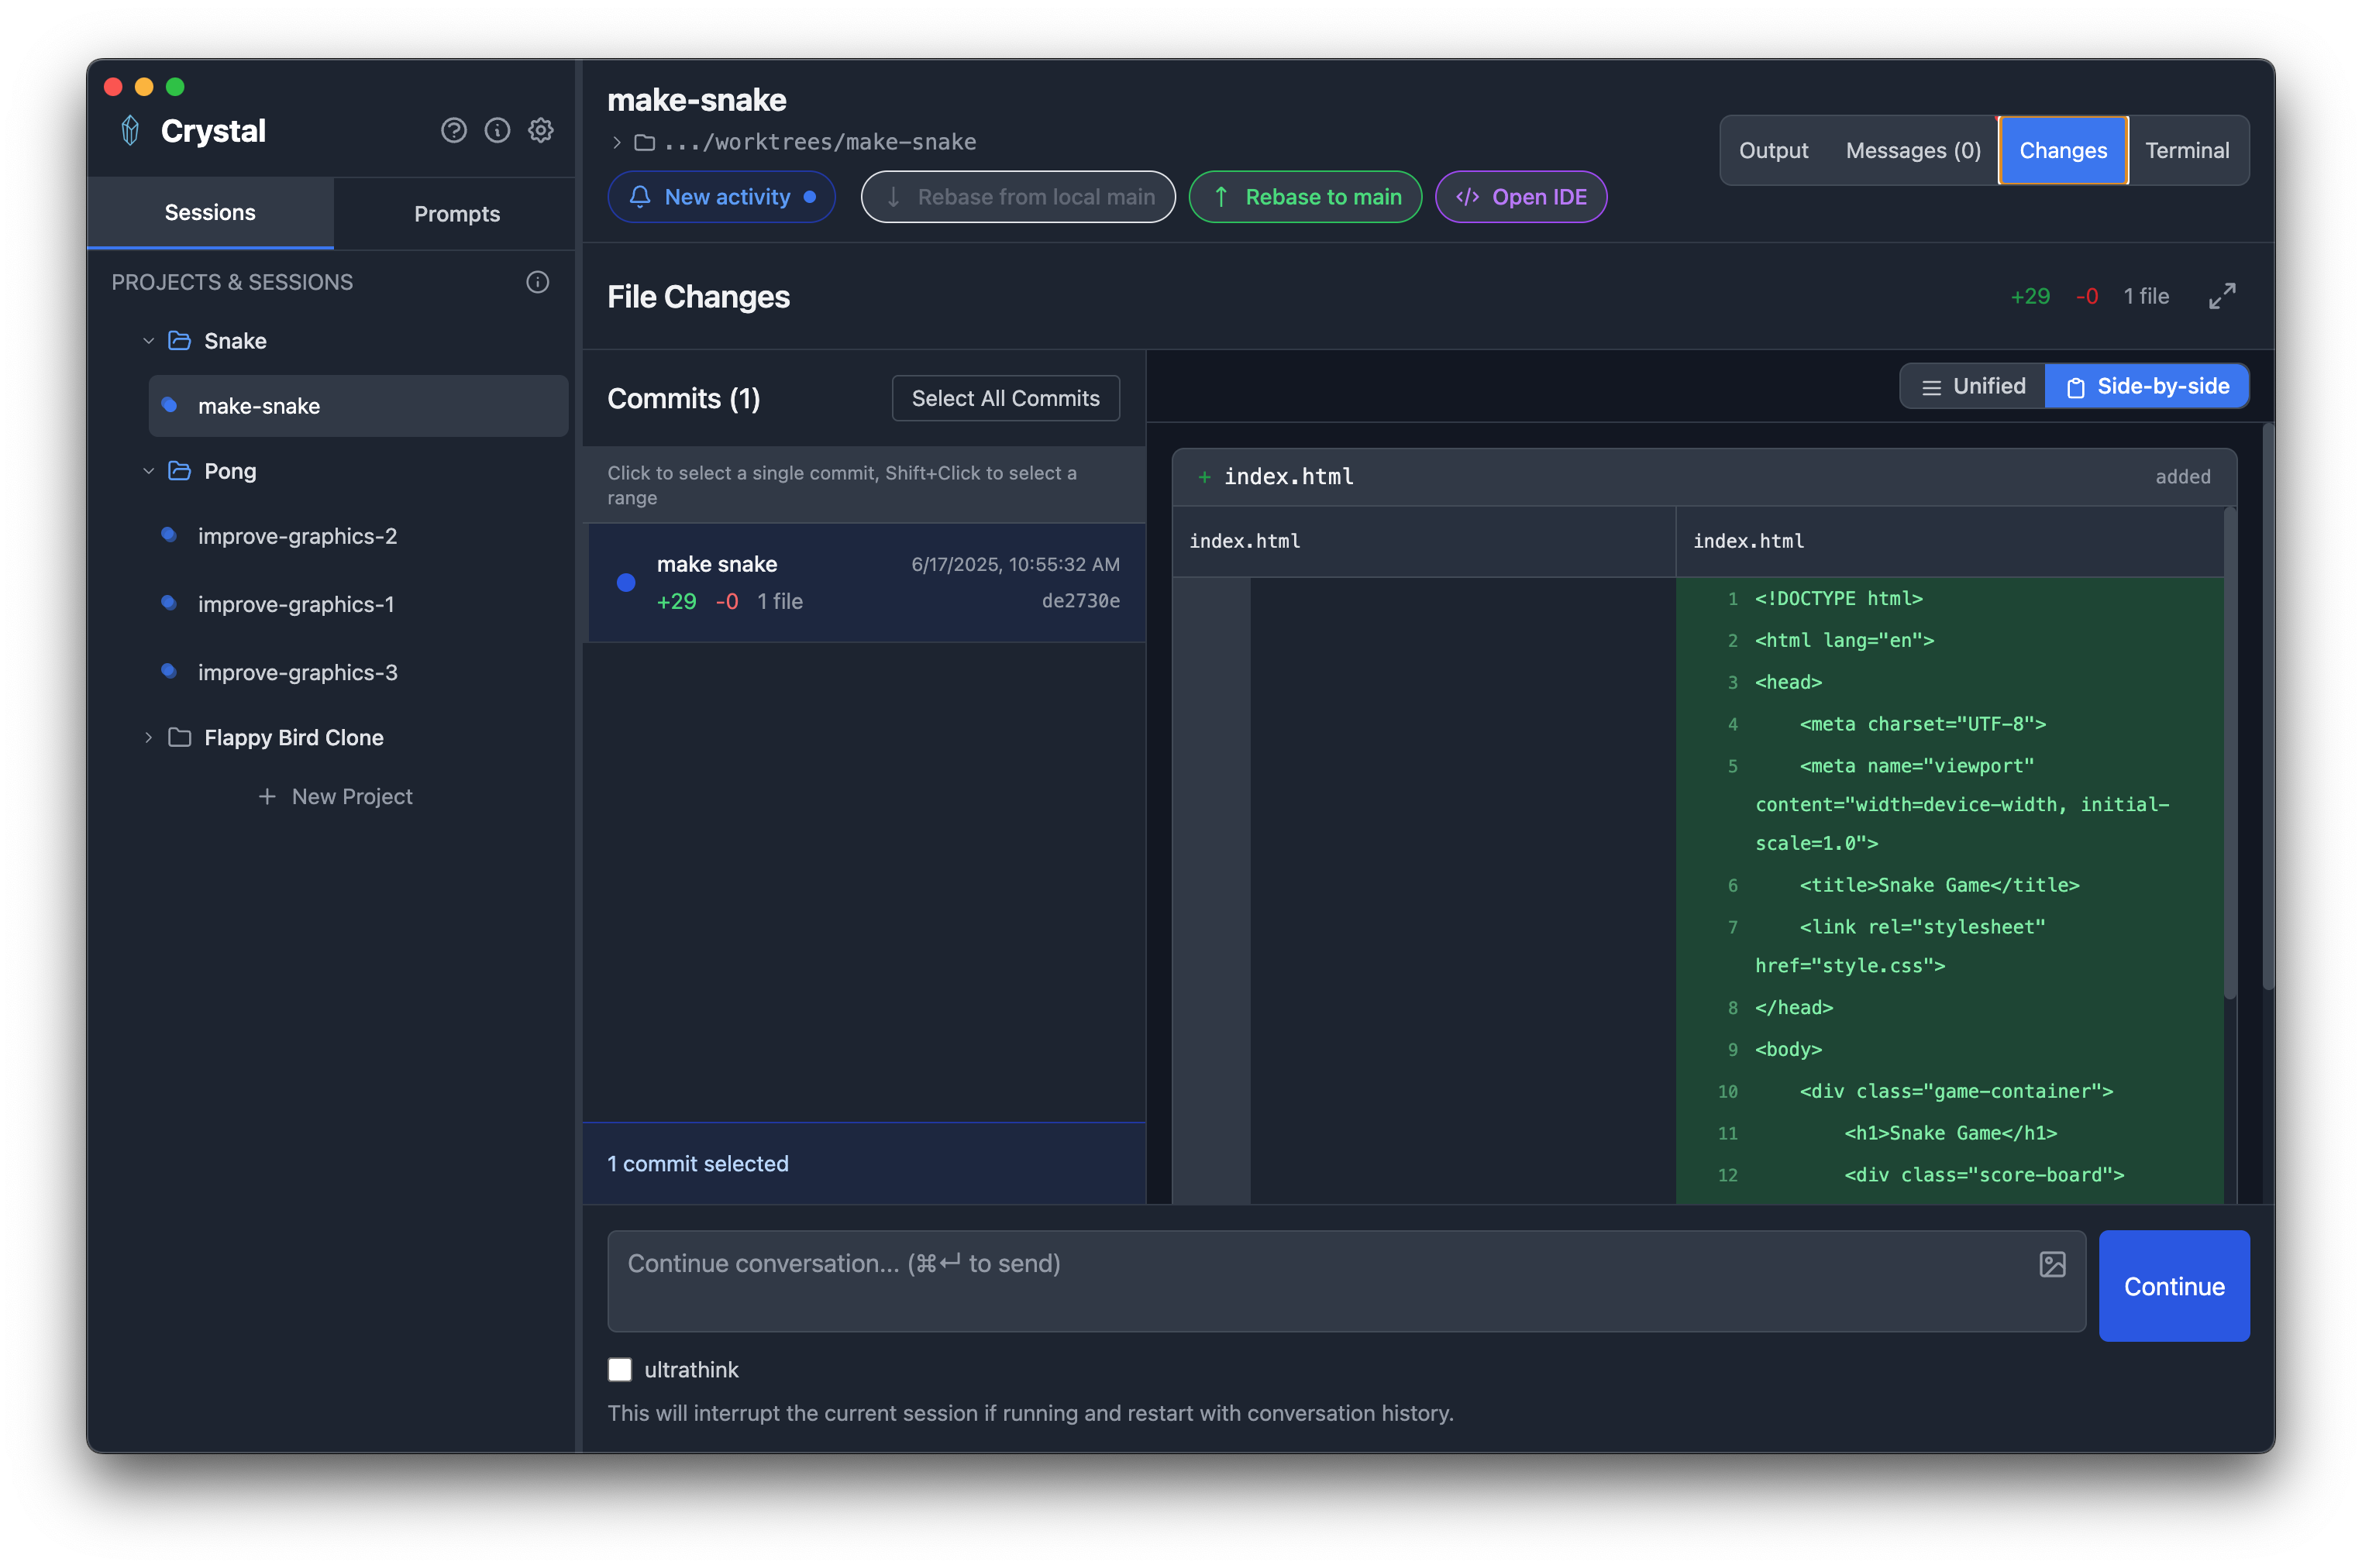 Crystal
Sessions
Prompts
PROJECTS & SESSIONS
Snake
make-snake
Pong
improve-graphics-2
improve-graphics-1
improve-graphics-3
Flappy Bird Clone
+ New Project
make-snake
.../worktrees/make-snake
New activity
↓ Rebase from local main
↑ Rebase to main
</> Open IDE
Output
Messages (0)
Changes
Terminal
File Changes
+29 -0 1 file
Commits (1)
Select All Commits
Click to select a single commit, Shift+Click to select a
range
make snake
6/17/2025, 10:55:32 AM
+29 -0 1 file
de2730e
1 commit selected
Unified
Side-by-side
+ index.html
added
index.html
index.html
1 <!DOCTYPE html>
2 <html lang="en">
3 <head>
4 <meta charset="UTF-8">
5 <meta name="viewport"
content="width=device-width, initial-
scale=1.0">
6 <title>Snake Game</title>
7 <link rel="stylesheet"
href="style.css">
8 </head>
9 <body>
10 <div class="game-container">
11 <h1>Snake Game</h1>
12 <div class="score-board">
Continue conversation... (⌘↵ to send)
Continue
ultrathink
This will interrupt the current session if running and restart with conversation history.